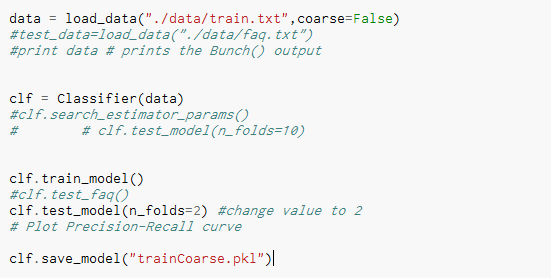 data = load_data("./data/train.txt",coarse=False)
#test_data=load_data("./data/faq.txt")
#print data # prints the Bunch() output
clf = Classifier(data)
#clf.search_estimator_params()
#        # clf.test_model(n_folds=10)
clf.train_model()
#clf.test_faq()
clf.test_model(n_folds=2) #change value to 2
# Plot Precision-Recall curve
clf.save_model("trainCoarse.pkl")